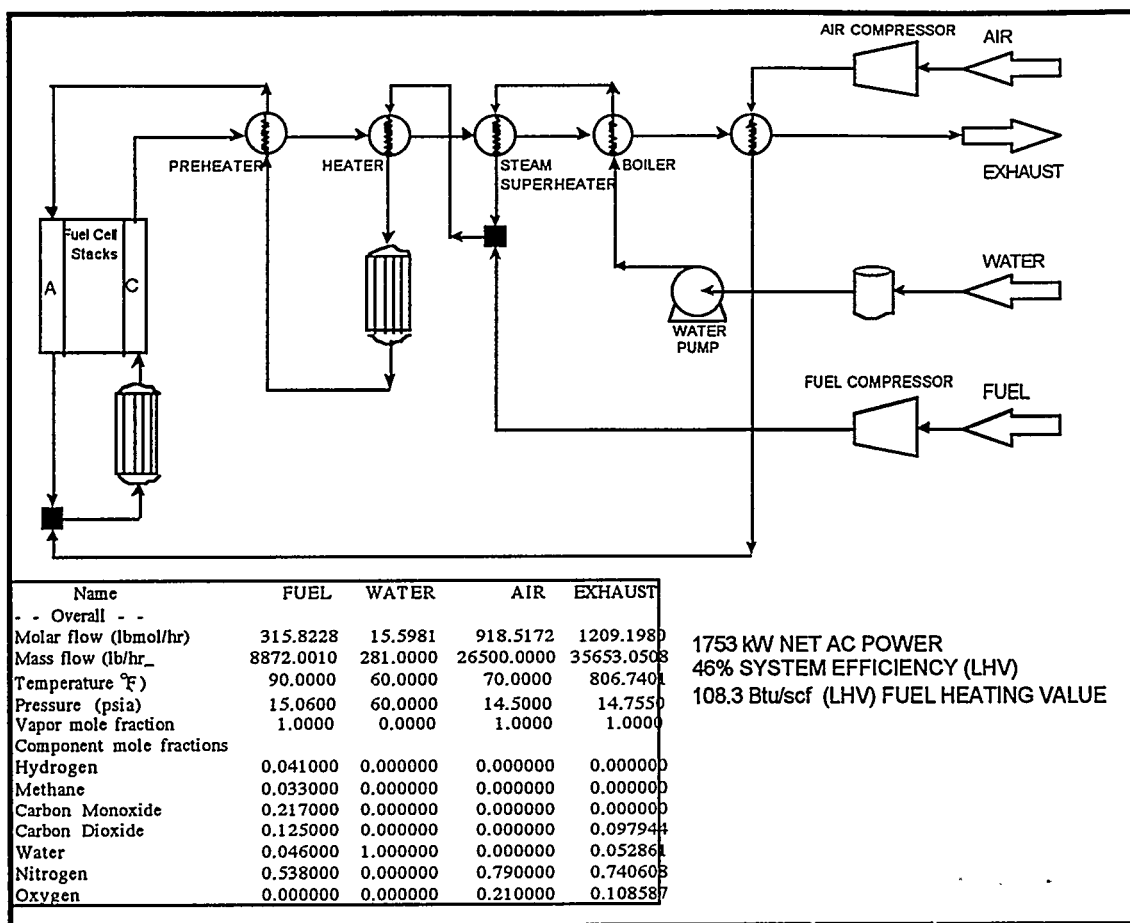 AIR COMPRESSOR
AIR
EXHAUST
PREHEATER
HEATER
STEAM
SUPERHEATER
BOILER
Fuel Cell
Stacks
A
C
WATER
WATER
PUMP
FUEL COMPRESSOR
FUEL
Name FUEL WATER AIR EXHAUST
- - Overall - -
Molar flow (lbmol/hr) 315.8228 15.5981 918.5172 1209.1980
Mass flow (lb/hr_ 8872.0010 281.0000 26500.0000 35653.0508
Temperature °F) 90.0000 60.0000 70.0000 806.7401
Pressure (psia) 15.0600 60.0000 14.5000 14.7550
Vapor mole fraction 1.0000 0.0000 1.0000 1.0000
Component mole fractions
Hydrogen 0.041000 0.000000 0.000000 0.000000
Methane 0.033000 0.000000 0.000000 0.000000
Carbon Monoxide 0.217000 0.000000 0.000000 0.000000
Carbon Dioxide 0.125000 0.000000 0.000000 0.097944
Water 0.046000 1.000000 0.000000 0.052861
Nitrogen 0.538000 0.000000 0.790000 0.740608
Oxygen 0.000000 0.000000 0.210000 0.108587
1753 kW NET AC POWER
46% SYSTEM EFFICIENCY (LHV)
108.3 Btu/scf (LHV) FUEL HEATING VALUE